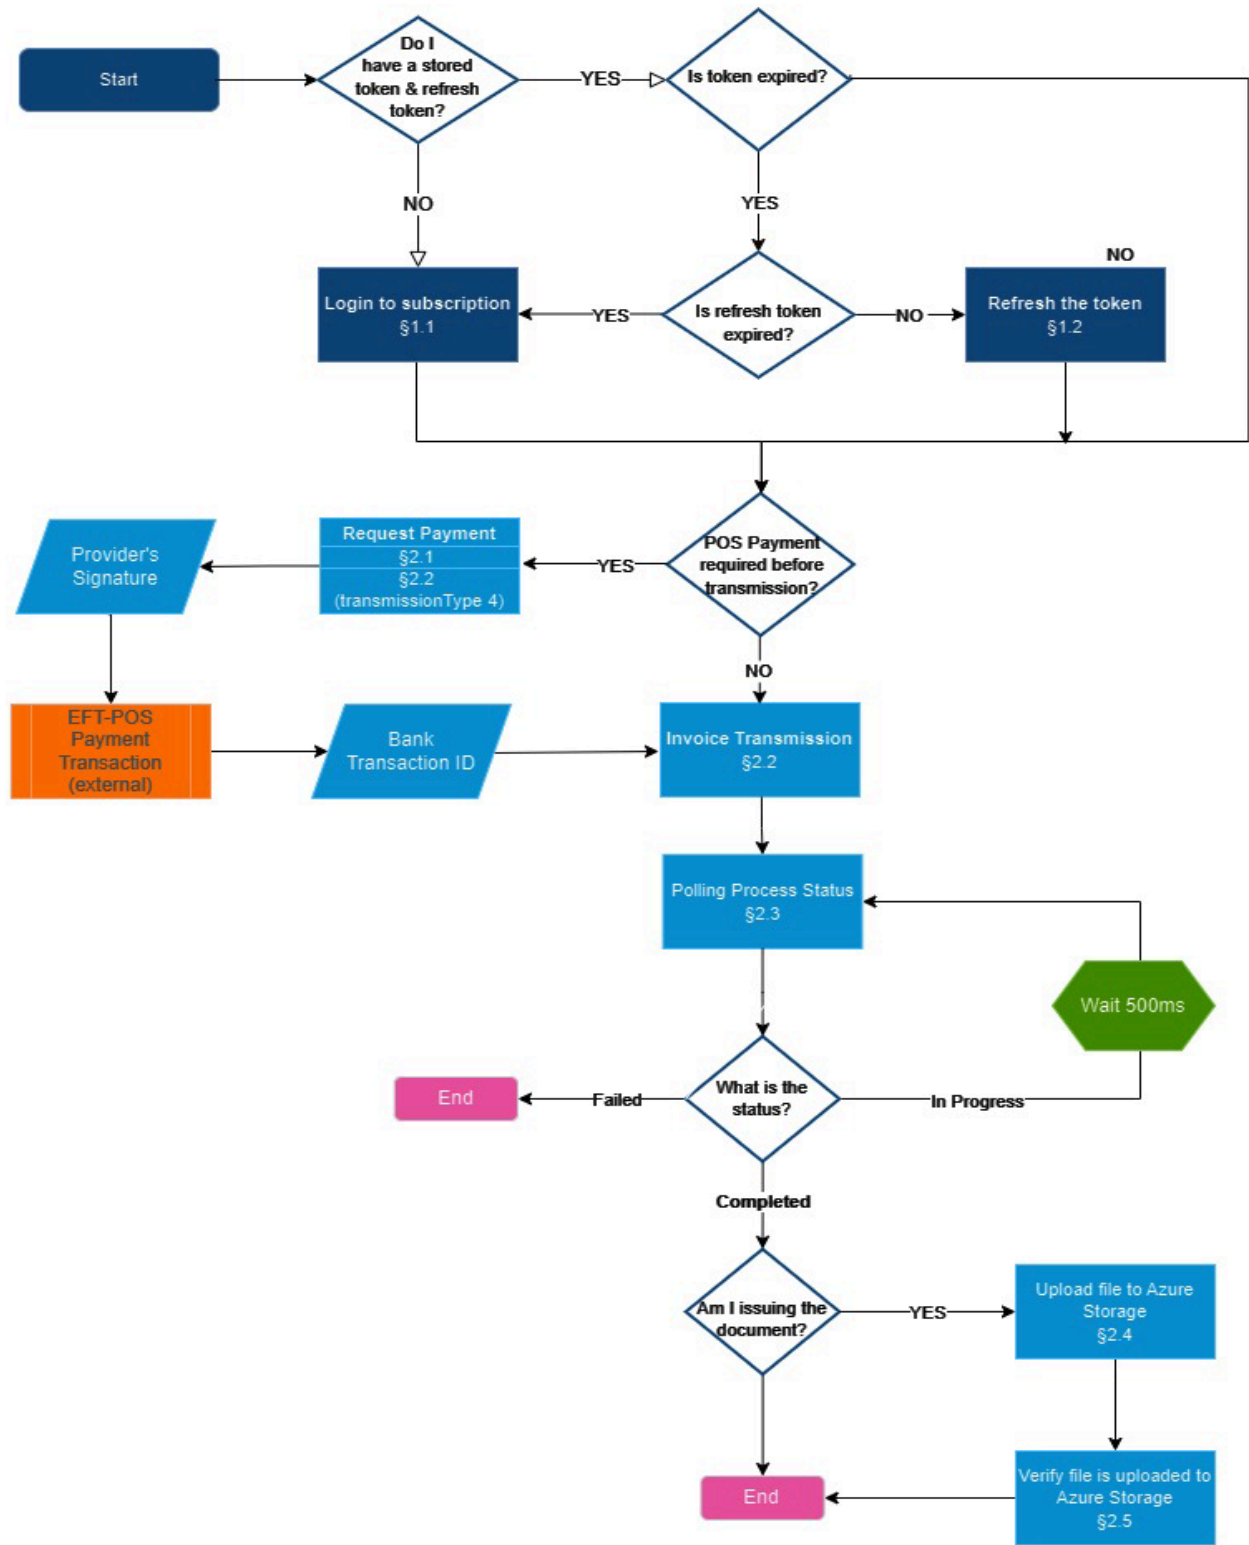 Start
Do I
have a stored
token & refresh
token?
YES
Is token expired?
NO
YES
NO
Login to subscription
§1.1
YES
Is refresh token
expired?
NO
Refresh the token
§1.2
Provider's
Signature
Request Payment
§2.1
§2.2
(transmissionType 4)
YES
POS Payment
required before
transmission?
NO
EFT-POS
Payment
Transaction
(external)
Bank
Transaction ID
Invoice Transmission
§2.2
Polling Process Status
§2.3
Wait 500ms
End
Failed
What is the
status?
In Progress
Completed
Am I issuing the
document?
YES
Upload file to Azure
Storage
§2.4
End
Verify file is uploaded to
Azure Storage
§2.5